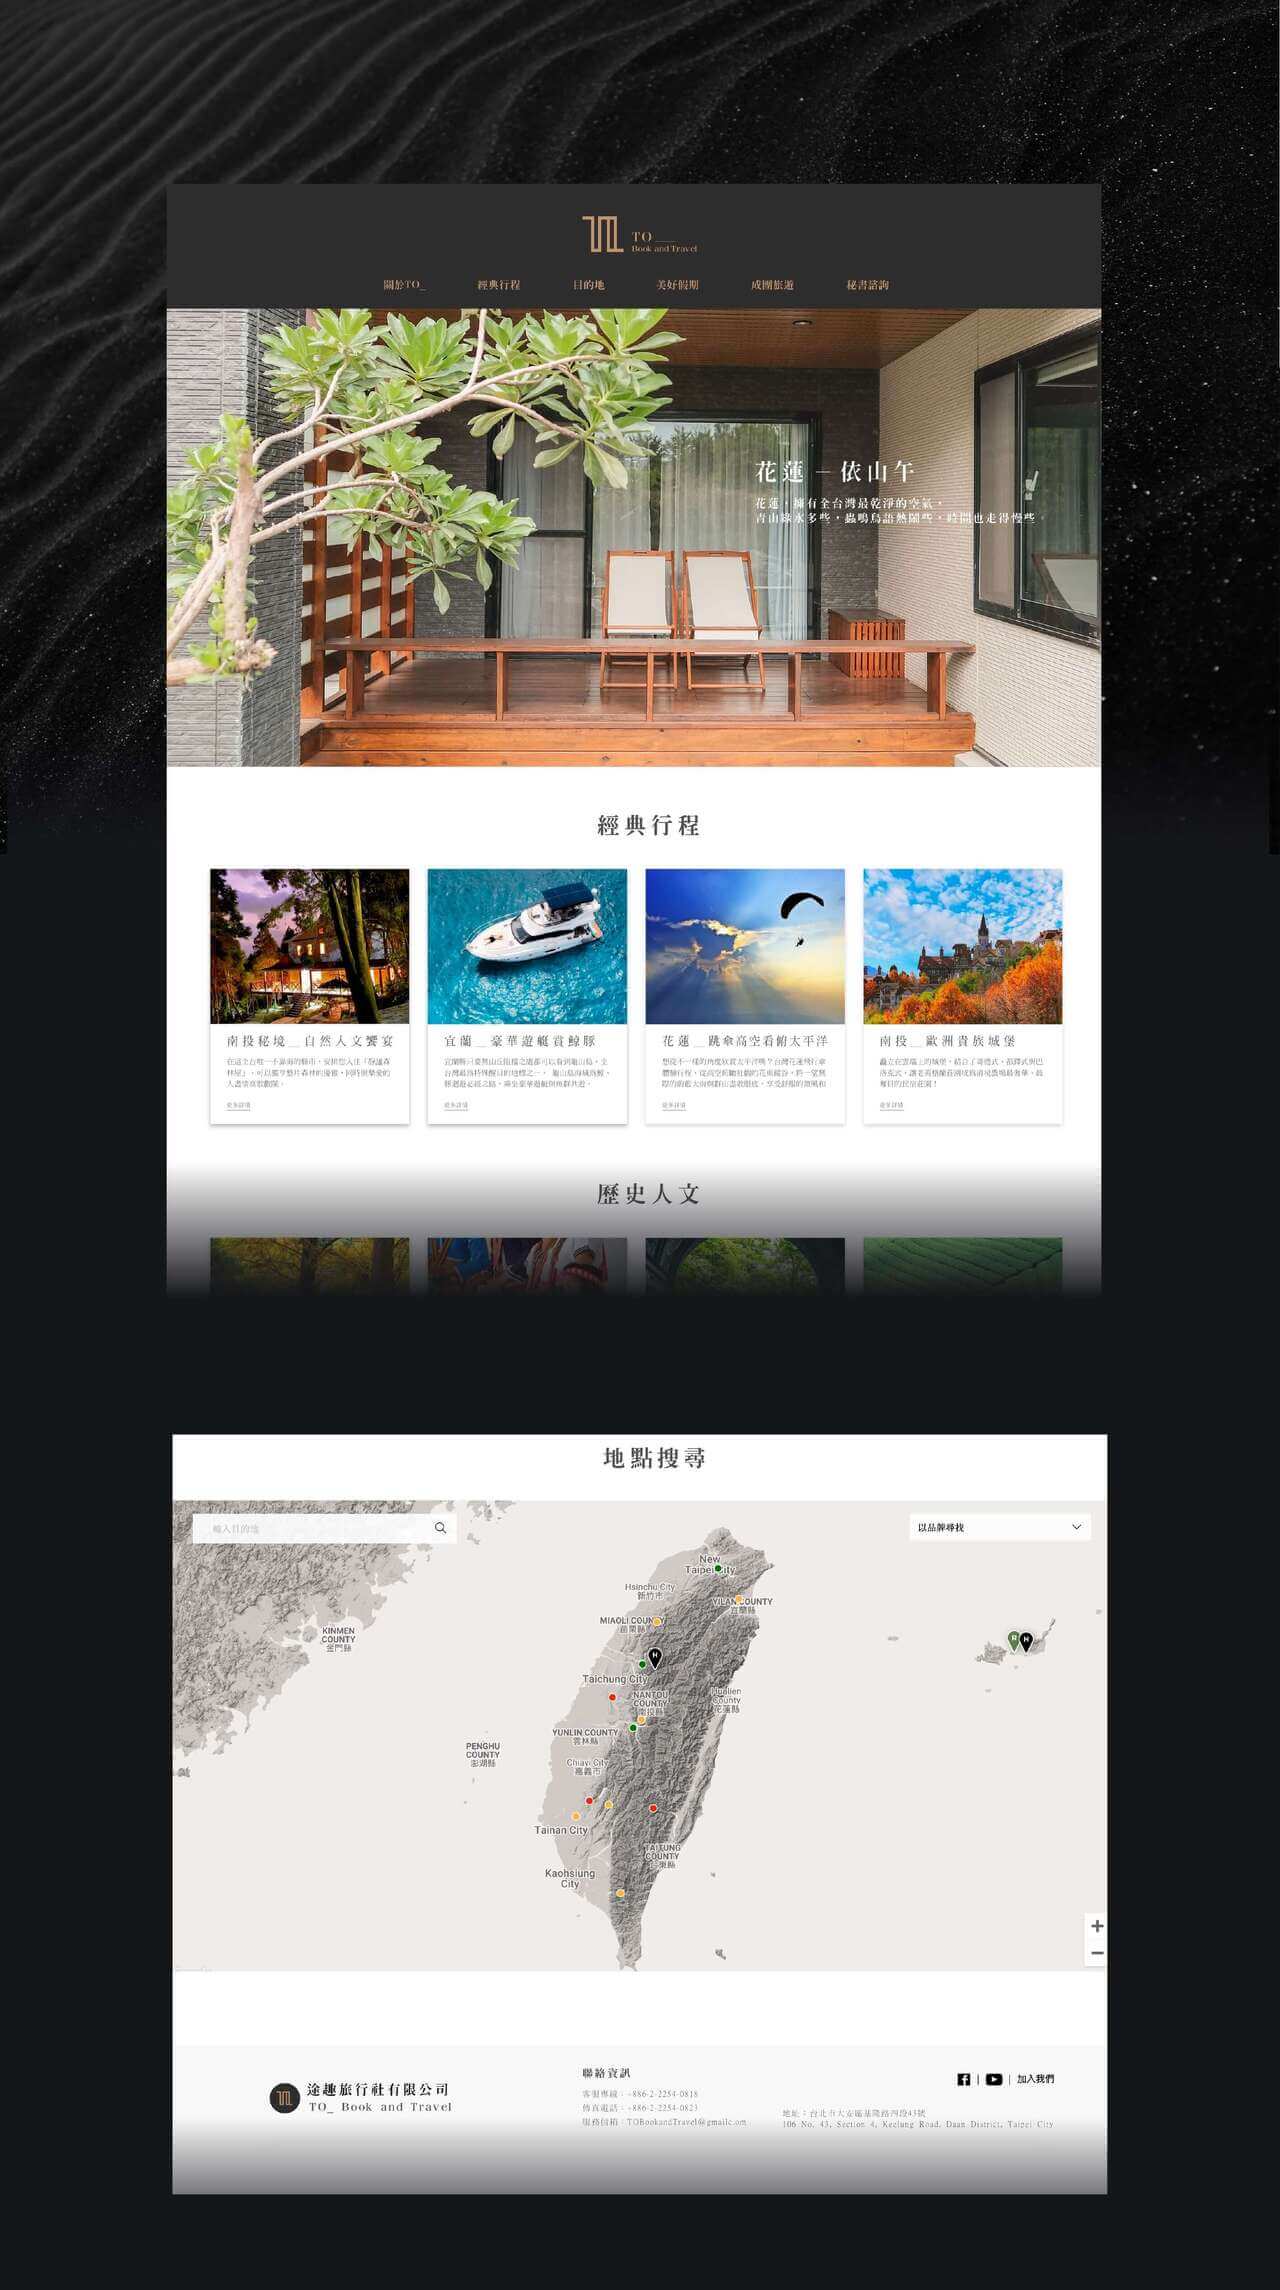 TO__
Book and Travel
關於TO_
經典行程
目的地
美好假期
成團旅遊
秘書諮詢
花蓮 – 依山午
花蓮，擁有全台灣最乾淨的空氣，
青山綠水多些，蟲鳴鳥語熱鬧些，時間也走得慢些。
經典行程
南投秘境__自然人文饗宴
宜蘭__豪華遊艇賞鯨豚
花蓮__跳傘高空看俯太平洋
南投__歐洲貴族城堡
更多詳情
更多詳情
更多詳情
更多詳情
歷史人文
地點搜尋
輸入目的地
以品牌尋找
New
Taipei City
Hsinchu City
新竹市
YILAN COUNTY
宜蘭縣
MIAOLI COUNTY
苗栗縣
KINMEN
COUNTY
金門縣
R
H
H
Taichung City
NANTOU
COUNTY
南投縣
Hualien
County
花蓮縣
YUNLIN COUNTY
雲林縣
PENGHU
COUNTY
澎湖縣
Chiayi City
嘉義市
Tainan City
TAITUNG
COUNTY
台東縣
Kaohsiung
City
途趣旅行社有限公司
TO_ Book and Travel
聯絡資訊
客服專線：+886-2-2254-0818
傳真電話：+886-2-2254-0823
服務信箱：TOBookandTravel@gmailc.om
加入我們
地址：台北市大安區基隆路四段43號
106 No. 43, Section 4, Keelung Road, Daan District, Taipei City